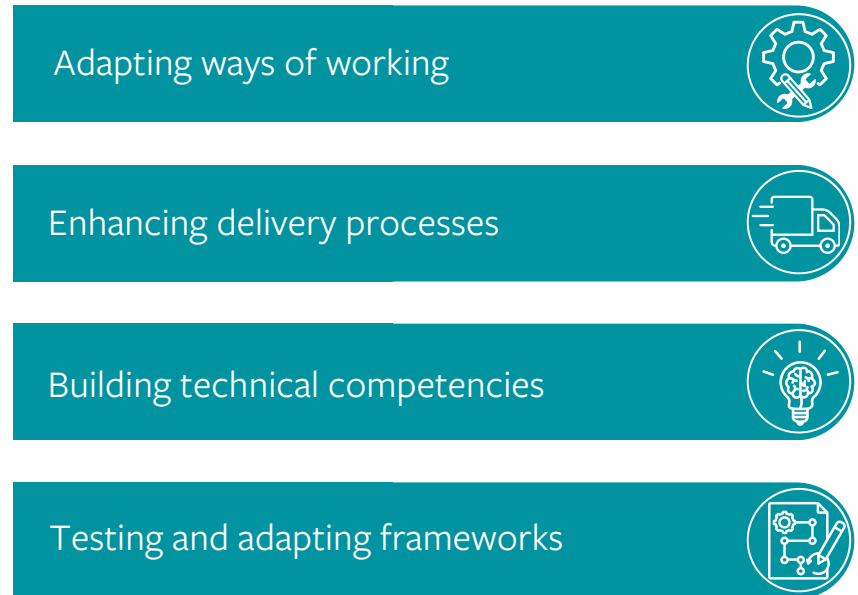 Adapting ways of working
Enhancing delivery processes
Building technical competencies
Testing and adapting frameworks